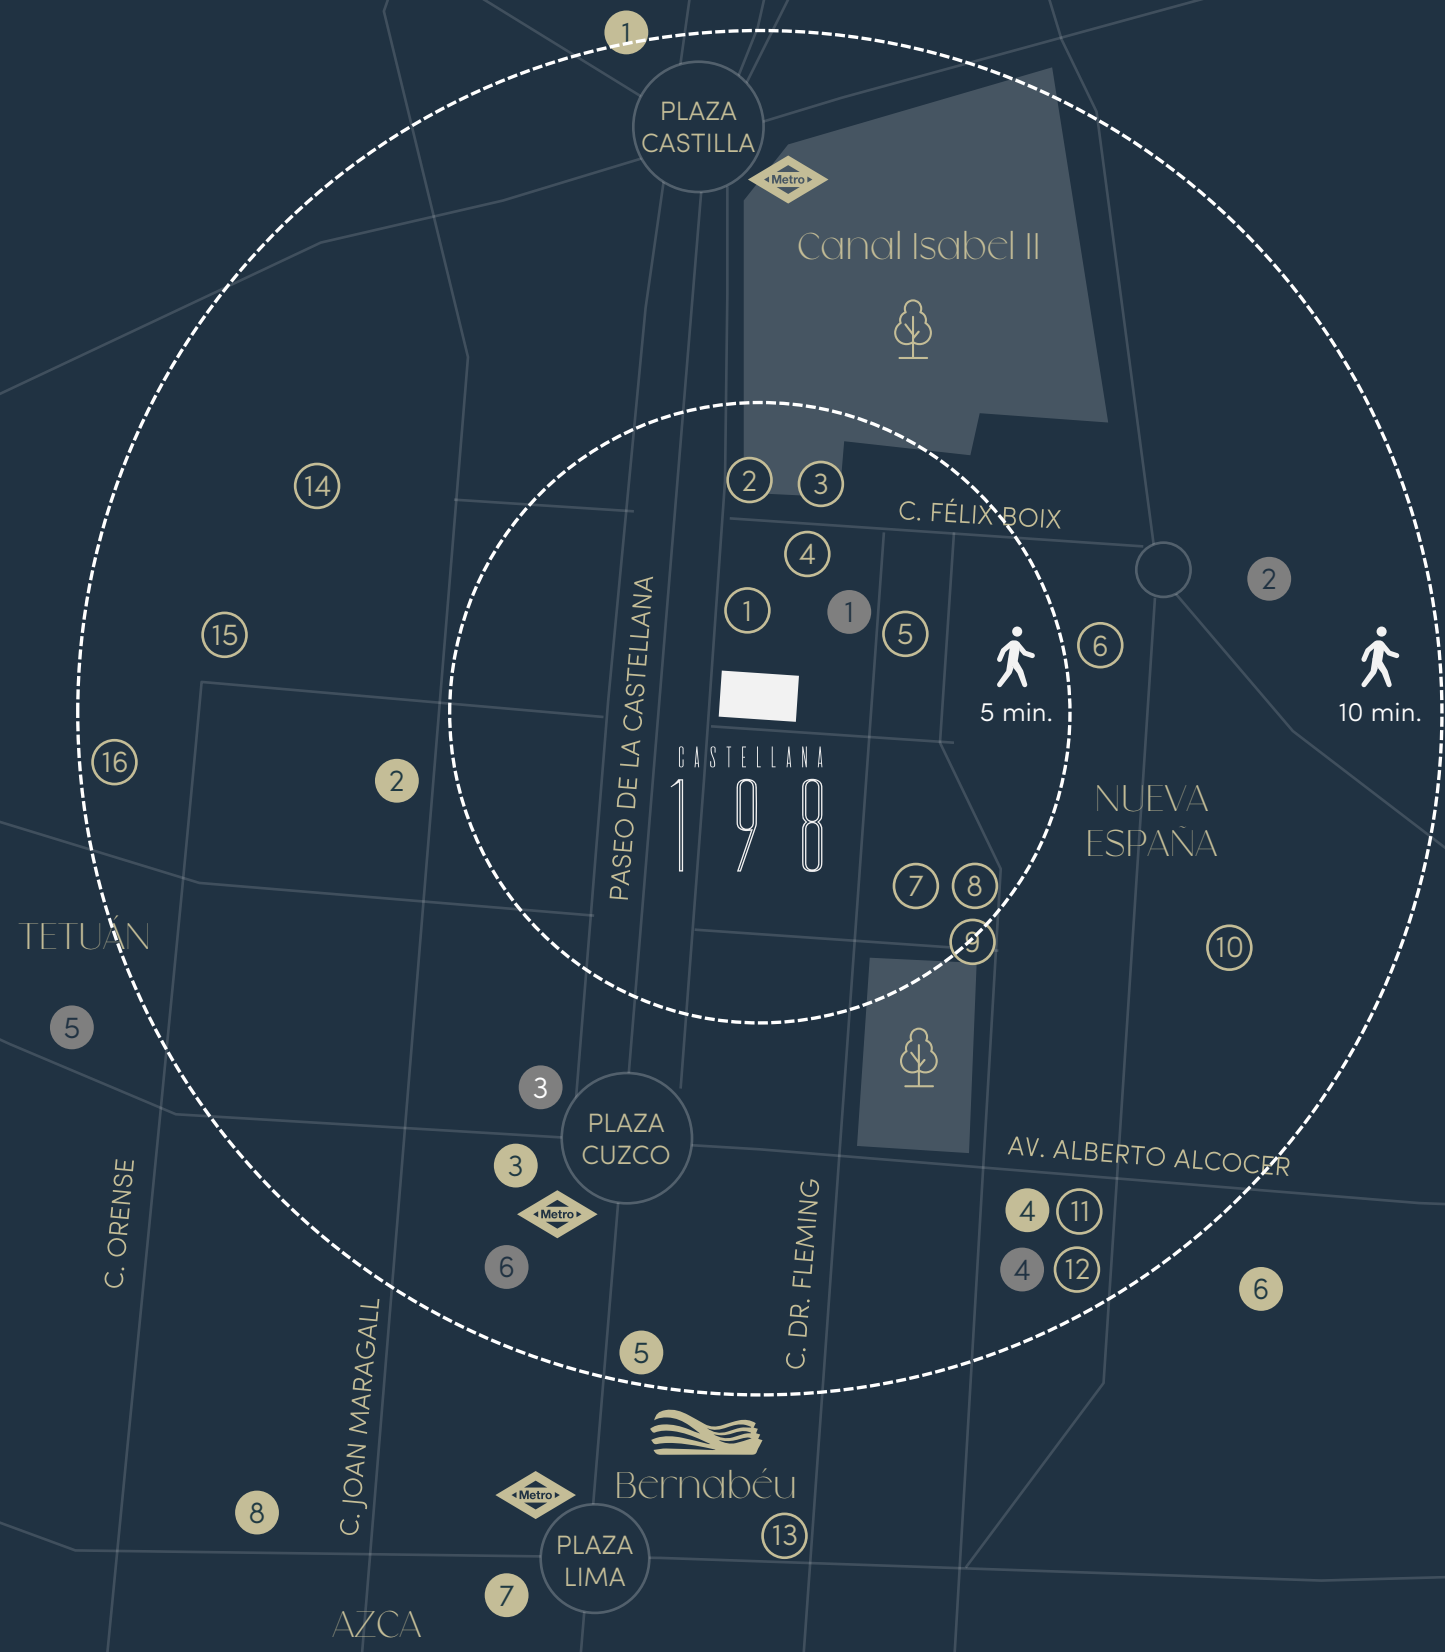 1
PLAZA
CASTILLA
Metro
Canal Isabel II
2
3
14
C. FÉLIX BOIX
4
2
1
1
5
15
6
PASEO DE LA CASTELLANA
5 min.
10 min.
16
2
CASTELLANA
198
NUEVA
ESPAÑA
7
8
TETUÁN
9
10
5
3
PLAZA
CUZCO
3
AV. ALBERTO ALCOCER
C. ORENSE
Metro
4
11
C. DR. FLEMING
6
4
12
6
5
C. JOAN MARAGALL
Bernabéu
Metro
8
13
PLAZA
LIMA
7
AZCA